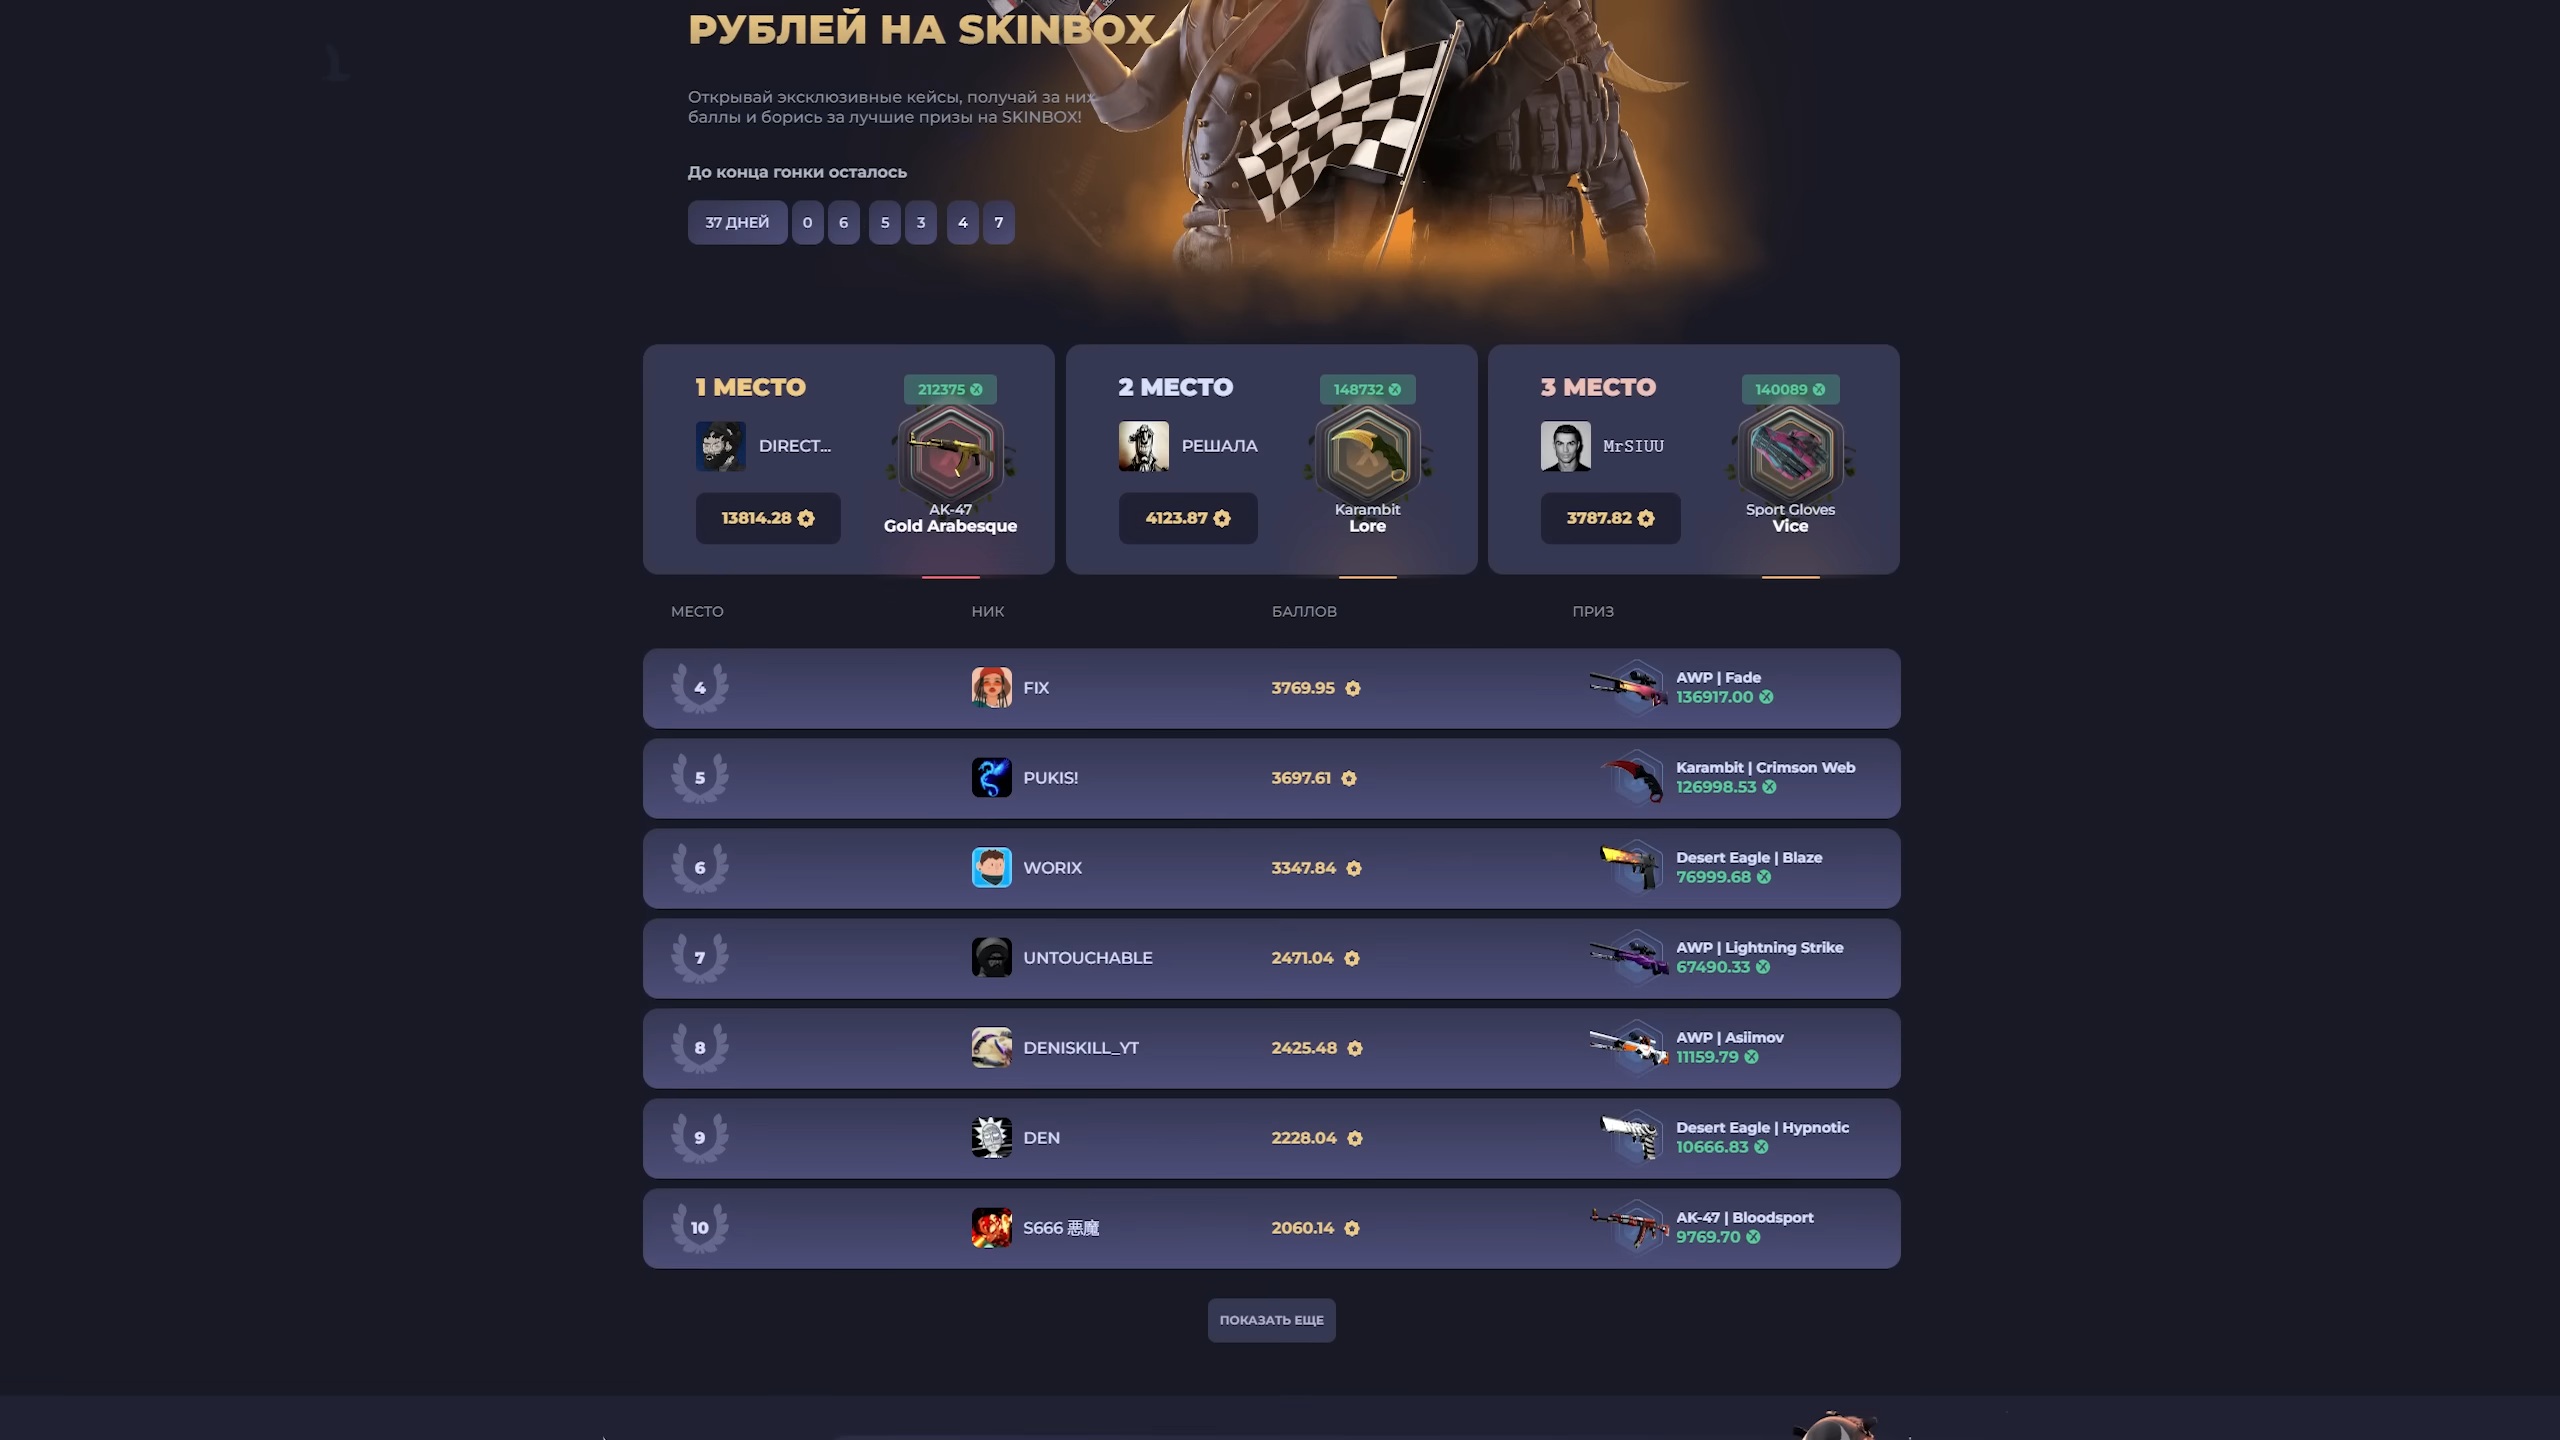 РУБЛЕЙ НА SKINBOX
Открывай эксклюзивные кейсы, получай за них
баллы и борись за лучшие призы на SKINBOX!
До конца гонки осталось
37 ДНЕЙ 0 6 5 3 4 7
1 МЕСТО
212375
DIRECT...
13814.28
AK-47
Gold Arabesque
2 МЕСТО
148732
РЕШАЛА
4123.87
Karambit
Lore
3 МЕСТО
140089
MrSIUU
3787.82
Sport Gloves
Vice
МЕСТО НИК БАЛЛОВ ПРИЗ
4 FIX 3769.95 AWP | Fade
136917.00
5 PUKIS! 3697.61 Karambit | Crimson Web
126998.53
6 WORIX 3347.84 Desert Eagle | Blaze
76999.68
7 UNTOUCHABLE 2471.04 AWP | Lightning Strike
67490.33
8 DENISKILL_YT 2425.48 AWP | Asiimov
11159.79
9 DEN 2228.04 Desert Eagle | Hypnotic
10666.83
10 S666 悪魔 2060.14 AK-47 | Bloodsport
9769.70
ПОКАЗАТЬ ЕЩЕ